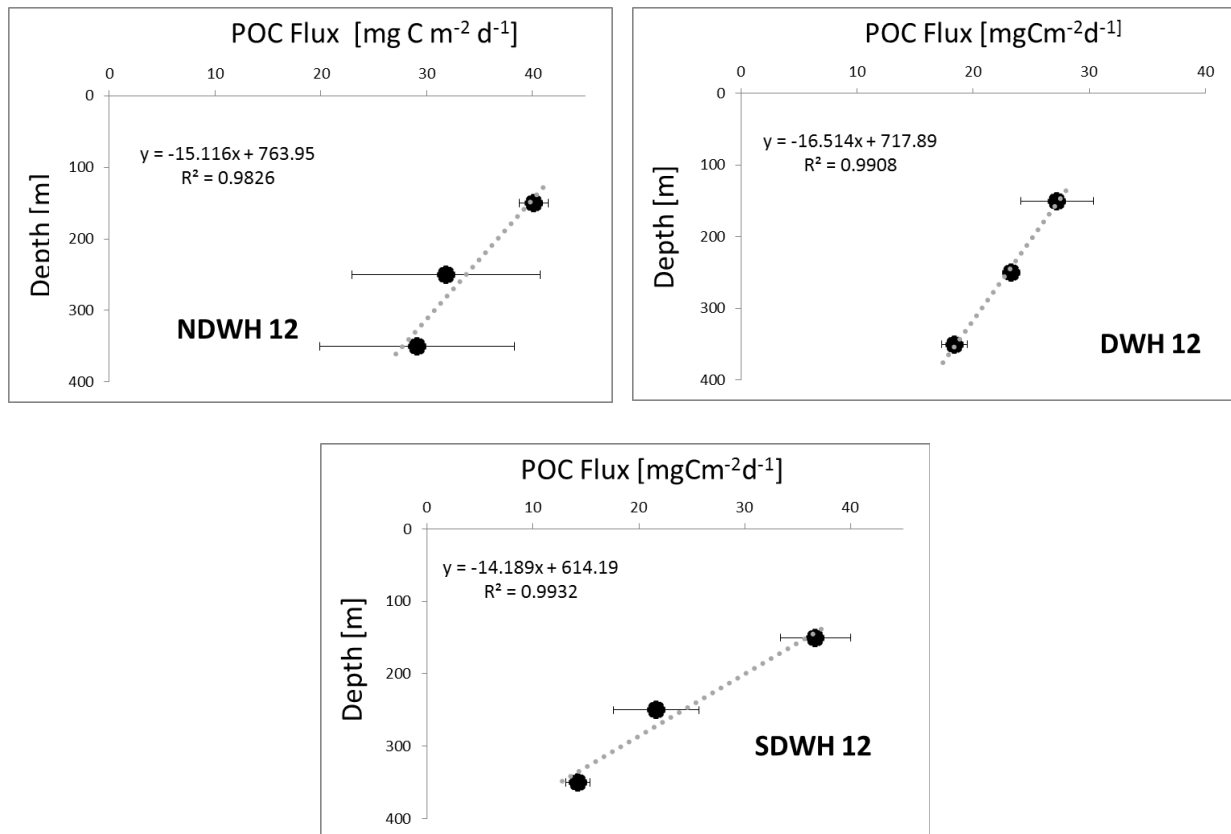 POC Flux [mg C m⁻² d⁻¹]
0 10 20 30 40
0
100
200
300
400
Depth [m]
y = -15.116x + 763.95
R² = 0.9826
NDWH 12
POC Flux [mgCm⁻²d⁻¹]
0 10 20 30 40
0
100
200
300
400
Depth [m]
y = -16.514x + 717.89
R² = 0.9908
DWH 12
POC Flux [mgCm⁻²d⁻¹]
0 10 20 30 40
0
100
200
300
400
Depth [m]
y = -14.189x + 614.19
R² = 0.9932
SDWH 12